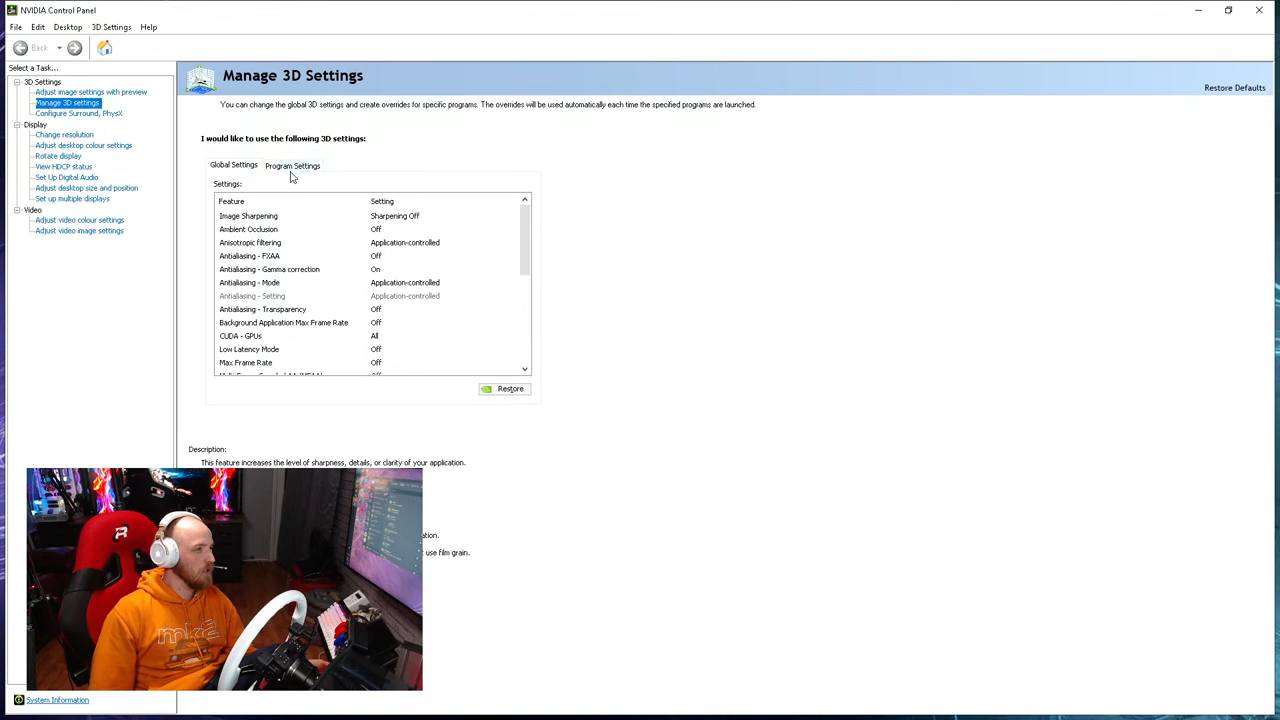 NVIDIA Control Panel
File Edit Desktop 3D Settings Help
Back
Select a Task...
3D Settings
Adjust image settings with preview
Manage 3D settings
Configure Surround, PhysX
Display
Change resolution
Adjust desktop colour settings
Rotate display
View HDCP status
Set Up Digital Audio
Adjust desktop size and position
Set up multiple displays
Video
Adjust video colour settings
Adjust video image settings
System Information
Manage 3D Settings
Restore Defaults
You can change the global 3D settings and create overrides for specific programs. The overrides will be used automatically each time the specified programs are launched.
I would like to use the following 3D settings:
Global Settings Program Settings
Settings:
Feature Setting
Image Sharpening Sharpening Off
Ambient Occlusion Off
Anisotropic filtering Application-controlled
Antialiasing - FXAA Off
Antialiasing - Gamma correction On
Antialiasing - Mode Application-controlled
Antialiasing - Setting Application-controlled
Antialiasing - Transparency Off
Background Application Max Frame Rate Off
CUDA - GPUs All
Low Latency Mode Off
Max Frame Rate Off
Restore
Description:
This feature increases the level of sharpness, details, or clarity of your application.
ation.
use film grain.
mk2